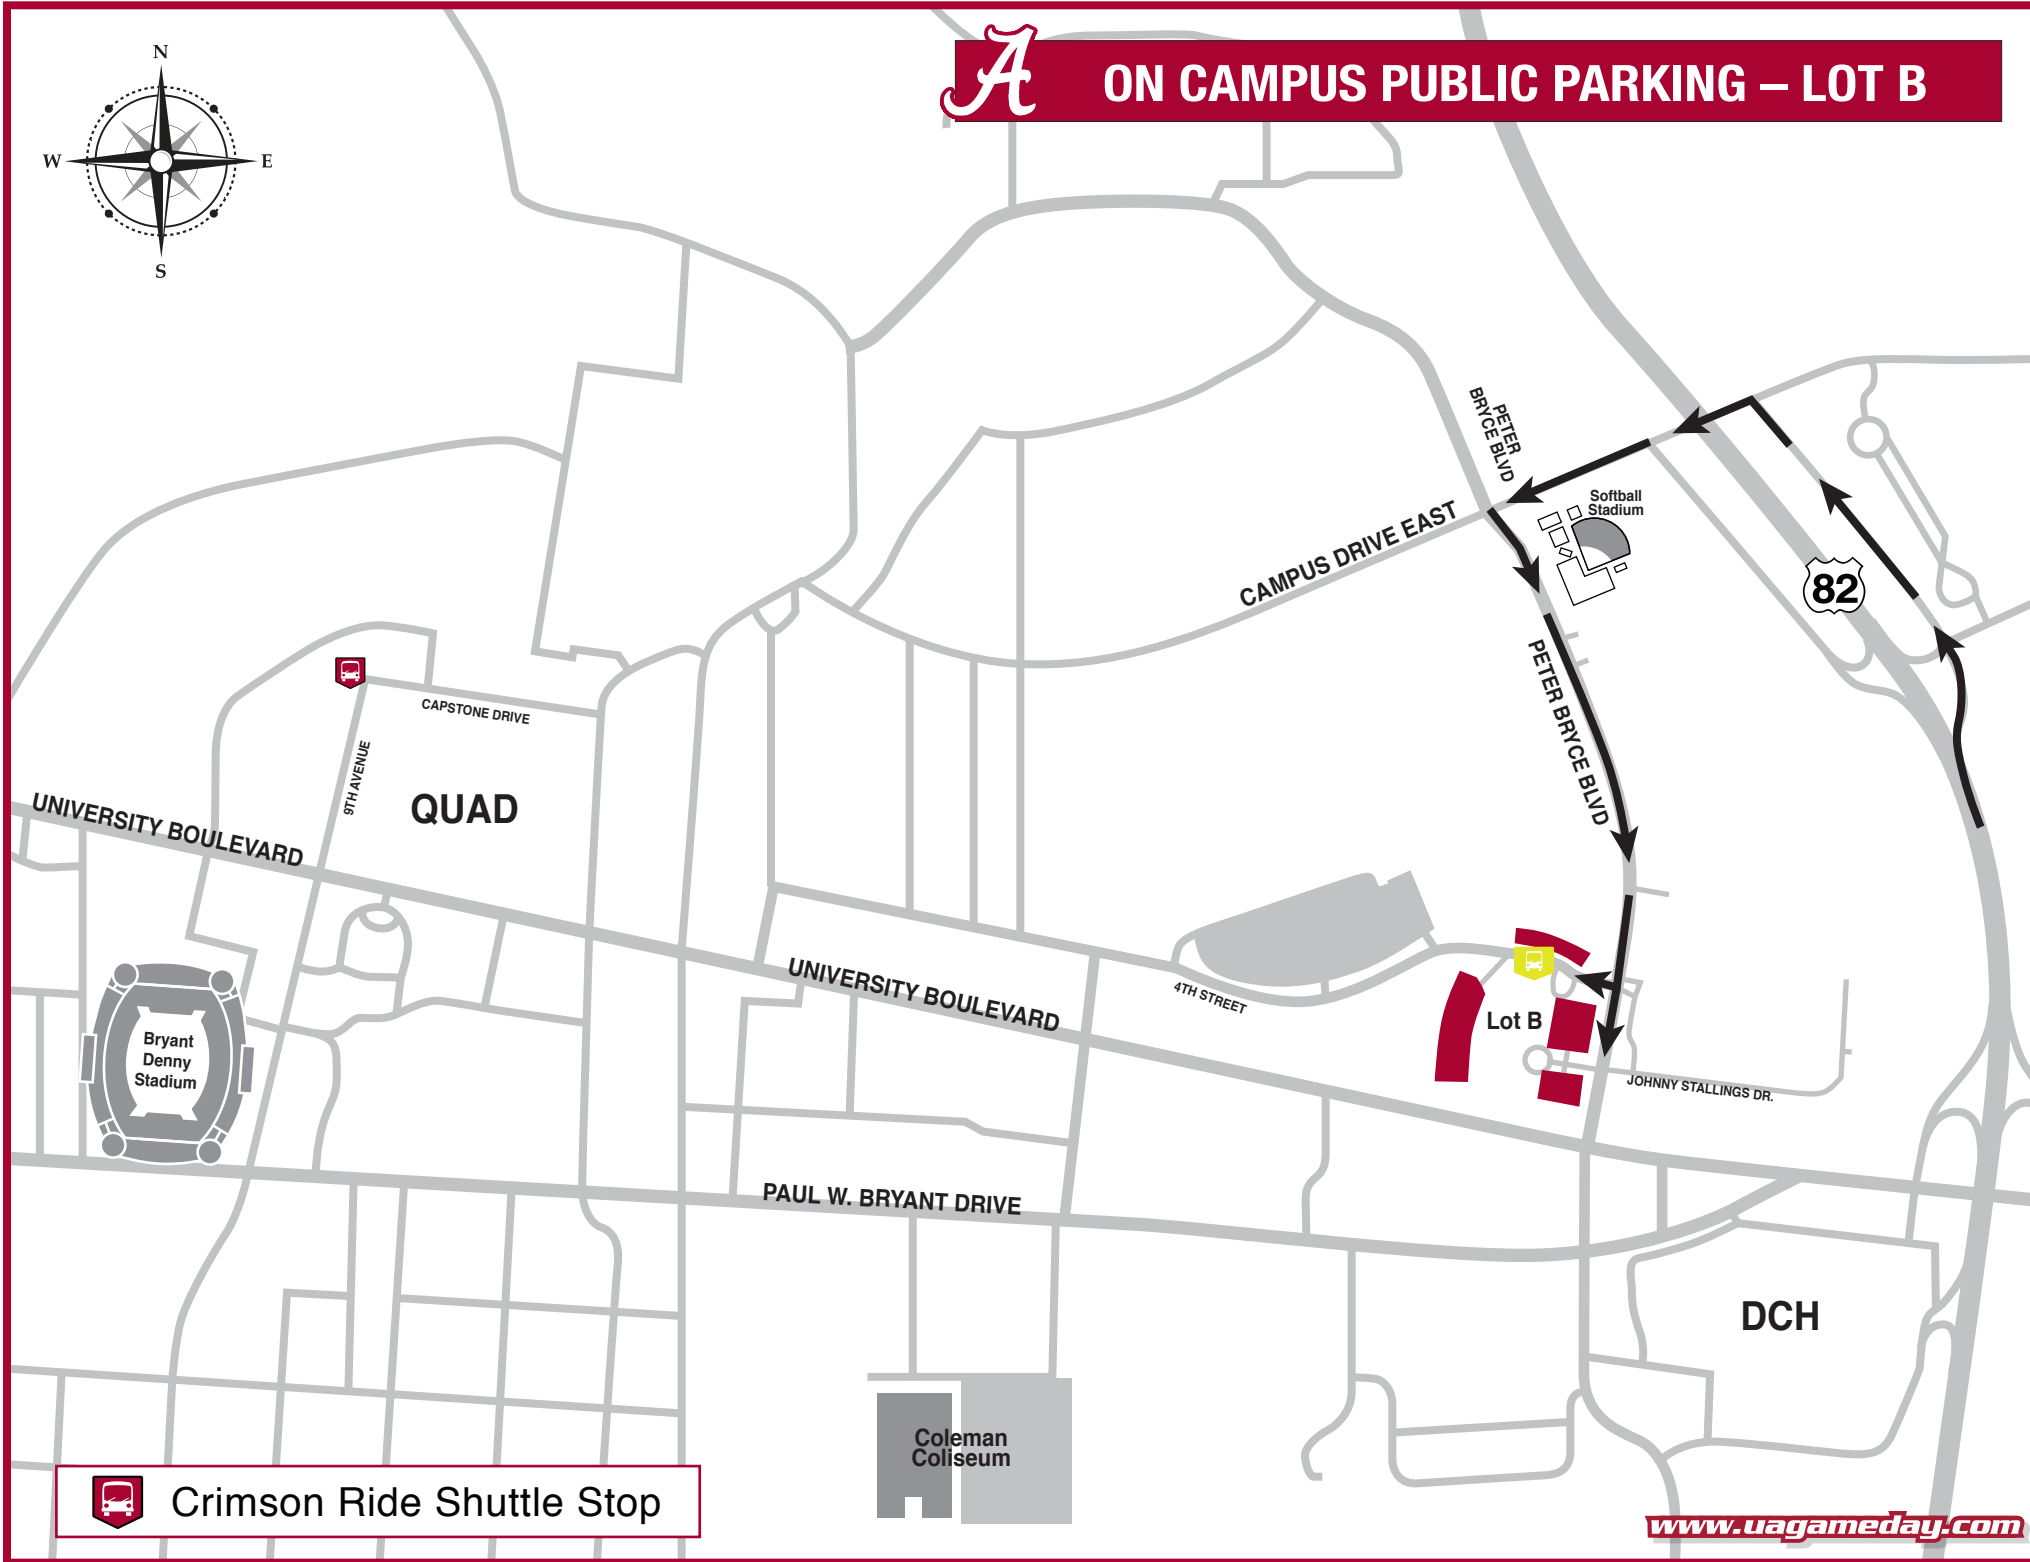 A
ON CAMPUS PUBLIC PARKING – LOT B
N
W
E
S
PETER
BRYCE BLVD
Softball
Stadium
CAMPUS DRIVE EAST
82
PETER BRYCE BLVD
CAPSTONE DRIVE
9TH AVENUE
QUAD
UNIVERSITY BOULEVARD
UNIVERSITY BOULEVARD
4TH STREET
Lot B
Bryant
Denny
Stadium
JOHNNY STALLINGS DR.
PAUL W. BRYANT DRIVE
DCH
Coleman
Coliseum
Crimson Ride Shuttle Stop
www.uagameday.com